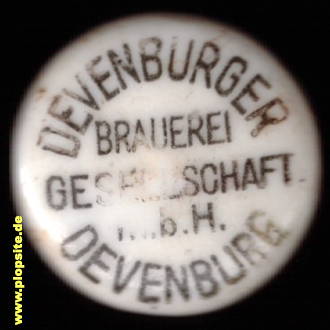 DEVENBURGER
BRAUEREI
GESELLSCHAFT
m.b.H.
DEVENBURG
www.plopsite.de